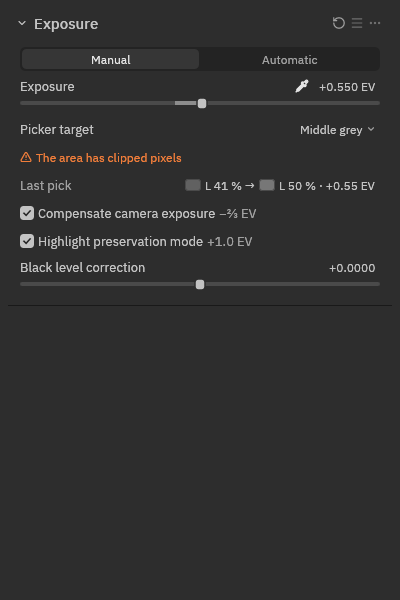 Exposure
Manual Automatic
Exposure +0.550 EV
Picker target Middle grey
The area has clipped pixels
Last pick L 41 % → L 50 % · +0.55 EV
Compensate camera exposure −⅔ EV
Highlight preservation mode +1.0 EV
Black level correction +0.0000